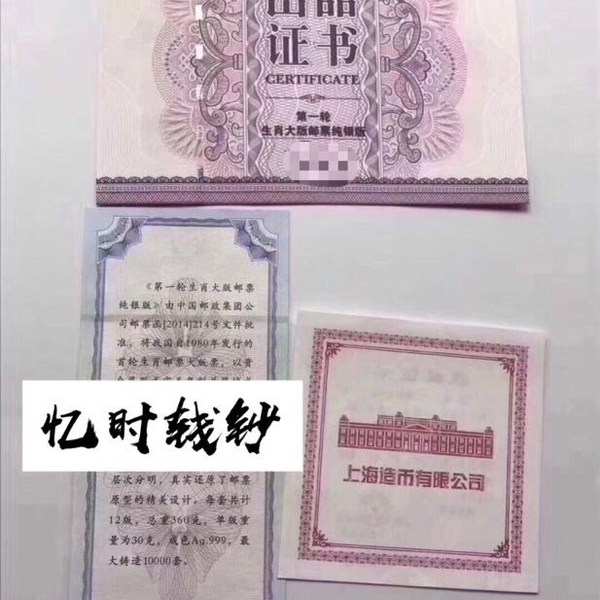 出品
证书
CERTIFICATE
第一轮
生肖大版邮票纯银版
《第一轮生肖大版邮票
纯银版》由中国邮政集团公
司邮票函[2014]214号文件批
准，将我国自1980年发行的
首轮生肖邮票大版票，以资
忆时钱钞
层次分明，真实还原了邮票
原型的精美设计。每套共计
12版，总重360克，单版重
量为30克，成色Ag.999，最
大铸造10000套。
上海造币有限公司